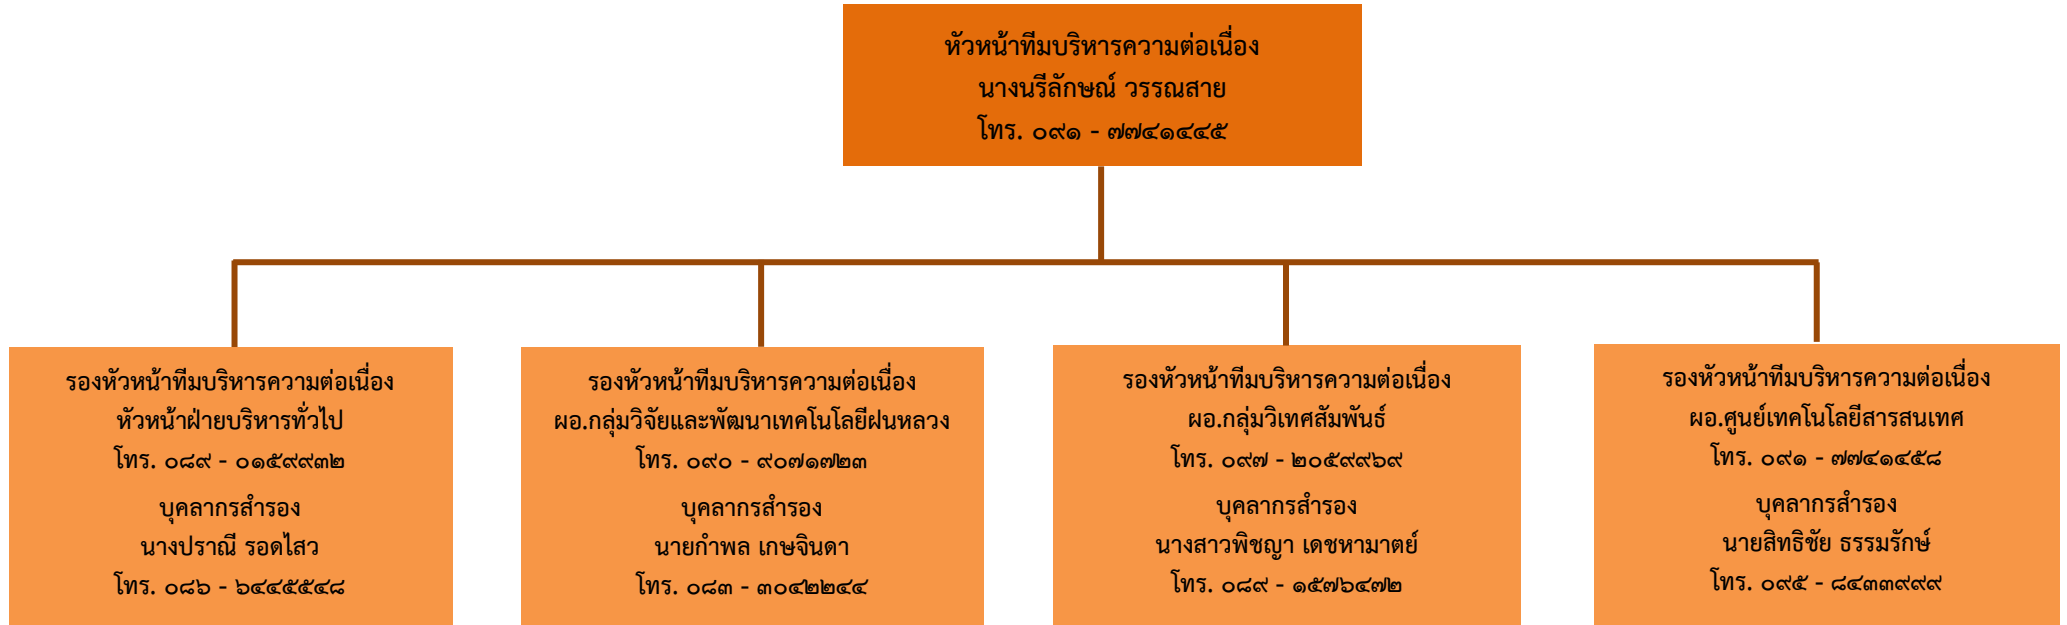 หัวหน้าทีมบริหารความต่อเนื่อง
นางนรีลักษณ์ วรรณสาย
โทร. ๐๙๑ - ๗๗๔๑๔๔๕
รองหัวหน้าทีมบริหารความต่อเนื่อง
หัวหน้าฝ่ายบริหารทั่วไป
โทร. ๐๘๙ - ๐๑๕๙๙๓๒
บุคลากรสำรอง
นางปราณี รอดไสว
โทร. ๐๘๖ - ๖๔๔๕๕๔๘
รองหัวหน้าทีมบริหารความต่อเนื่อง
ผอ.กลุ่มวิจัยและพัฒนาเทคโนโลยีฝนหลวง
โทร. ๐๙๐ - ๙๐๗๑๗๒๓
บุคลากรสำรอง
นายกำพล เกษจินดา
โทร. ๐๘๓ - ๓๐๔๒๒๔๔
รองหัวหน้าทีมบริหารความต่อเนื่อง
ผอ.กลุ่มวิเทศสัมพันธ์
โทร. ๐๙๗ - ๒๐๕๙๙๖๙
บุคลากรสำรอง
นางสาวพิชญา เดชหามาตย์
โทร. ๐๘๙ - ๑๕๗๖๔๗๒
รองหัวหน้าทีมบริหารความต่อเนื่อง
ผอ.ศูนย์เทคโนโลยีสารสนเทศ
โทร. ๐๙๑ - ๗๗๔๑๔๕๘
บุคลากรสำรอง
นายสิทธิชัย ธรรมรักษ์
โทร. ๐๙๕ - ๘๔๓๓๙๙๙